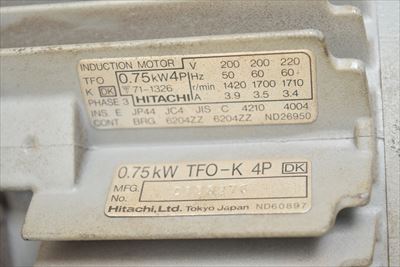 INDUCTION MOTOR V 200 200 220
TFO 0.75kW 4P Hz 50 60 60
K DK 〒71-1326 r/min 1420 1700 1710
PHASE 3 HITACHI A 3.9 3.5 3.4
INS. E JP44 JC4 JIS C 4210 4004
CONT. BRG. 6204ZZ 6204ZZ ND26950
0.75kW TFO-K 4P DK
MFG.
No.
Hitachi, Ltd. Tokyo Japan ND60897